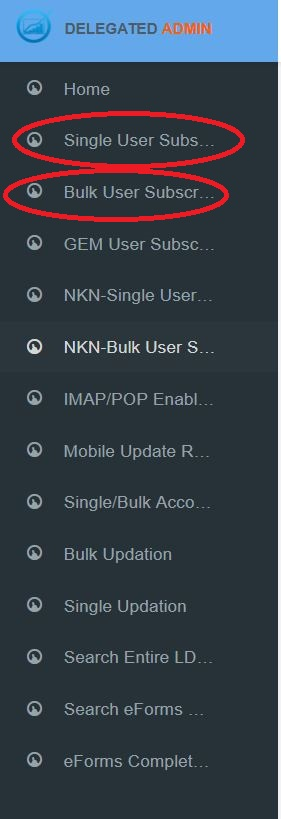 DELEGATED ADMIN
Home
Single User Subs...
Bulk User Subscr...
GEM User Subsc...
NKN-Single User...
NKN-Bulk User S...
IMAP/POP Enabl...
Mobile Update R...
Single/Bulk Acco...
Bulk Updation
Single Updation
Search Entire LD...
Search eForms ...
eForms Complet...